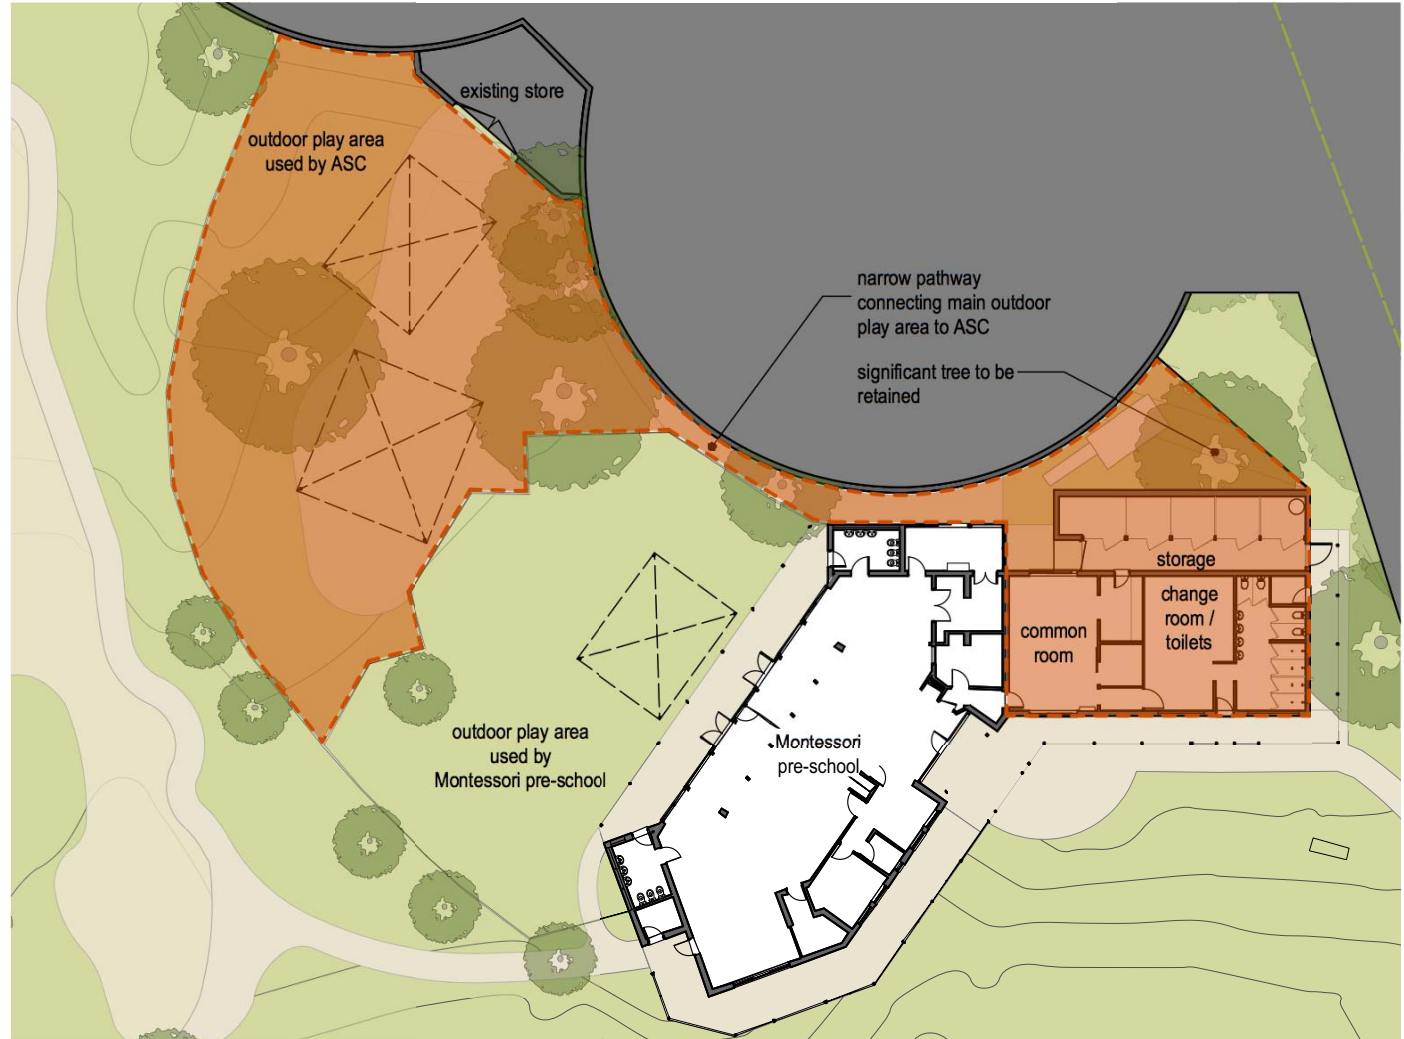 existing store
outdoor play area
used by ASC
narrow pathway
connecting main outdoor
play area to ASC
significant tree to be
retained
storage
change
room /
toilets
common
room
outdoor play area
used by
Montessori pre-school
Montessori
pre-school